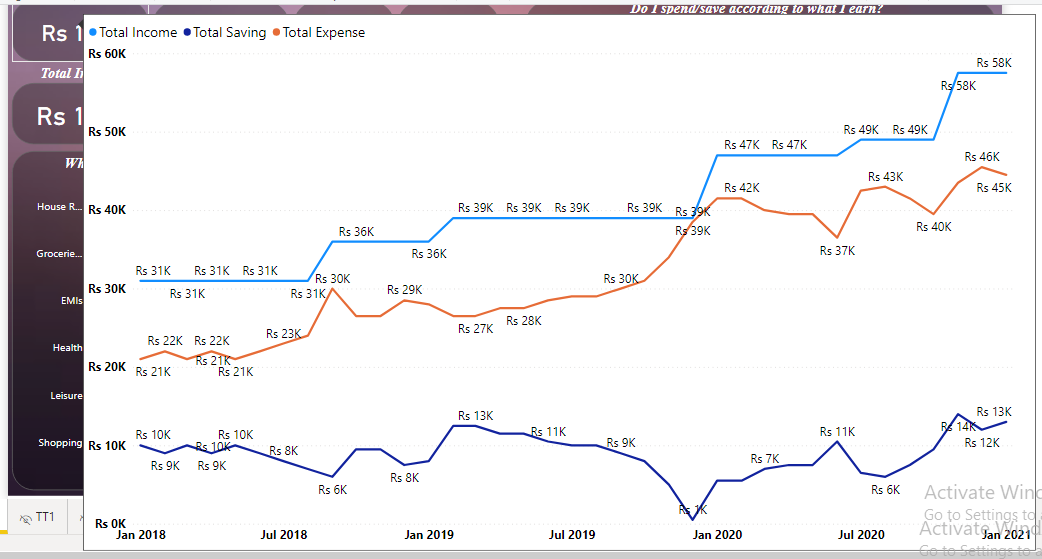 Do I spend/save according to what I earn?
Rs 1
Total In
Rs 1
Wh
House R...
Grocerie...
EMIs
Health
Leisure
Shopping
TT1
Total Income Total Saving Total Expense
Rs 60K
Rs 50K
Rs 40K
Rs 30K
Rs 20K
Rs 10K
Rs 0K
Rs 31K Rs 31K Rs 31K
Rs 31K Rs 31K
Rs 36K
Rs 36K
Rs 39K Rs 39K Rs 39K Rs 39K Rs 39K
Rs 47K Rs 47K
Rs 49K Rs 49K
Rs 58K
Rs 58K
Rs 21K
Rs 22K Rs 22K
Rs 21K
Rs 21K
Rs 23K
Rs 30K
Rs 29K
Rs 27K
Rs 28K
Rs 30K
Rs 39K
Rs 42K
Rs 37K
Rs 43K
Rs 40K
Rs 46K
Rs 45K
Rs 10K
Rs 9K
Rs 10K
Rs 9K
Rs 10K
Rs 8K
Rs 6K
Rs 8K
Rs 13K
Rs 11K
Rs 9K
Rs 1K
Rs 7K
Rs 11K
Rs 6K
Rs 14K
Rs 12K
Rs 13K
Jan 2018 Jul 2018 Jan 2019 Jul 2019 Jan 2020 Jul 2020 Jan 2021
Activate Winc
Go to Settings to
Activate Wind
Go to Settings to a